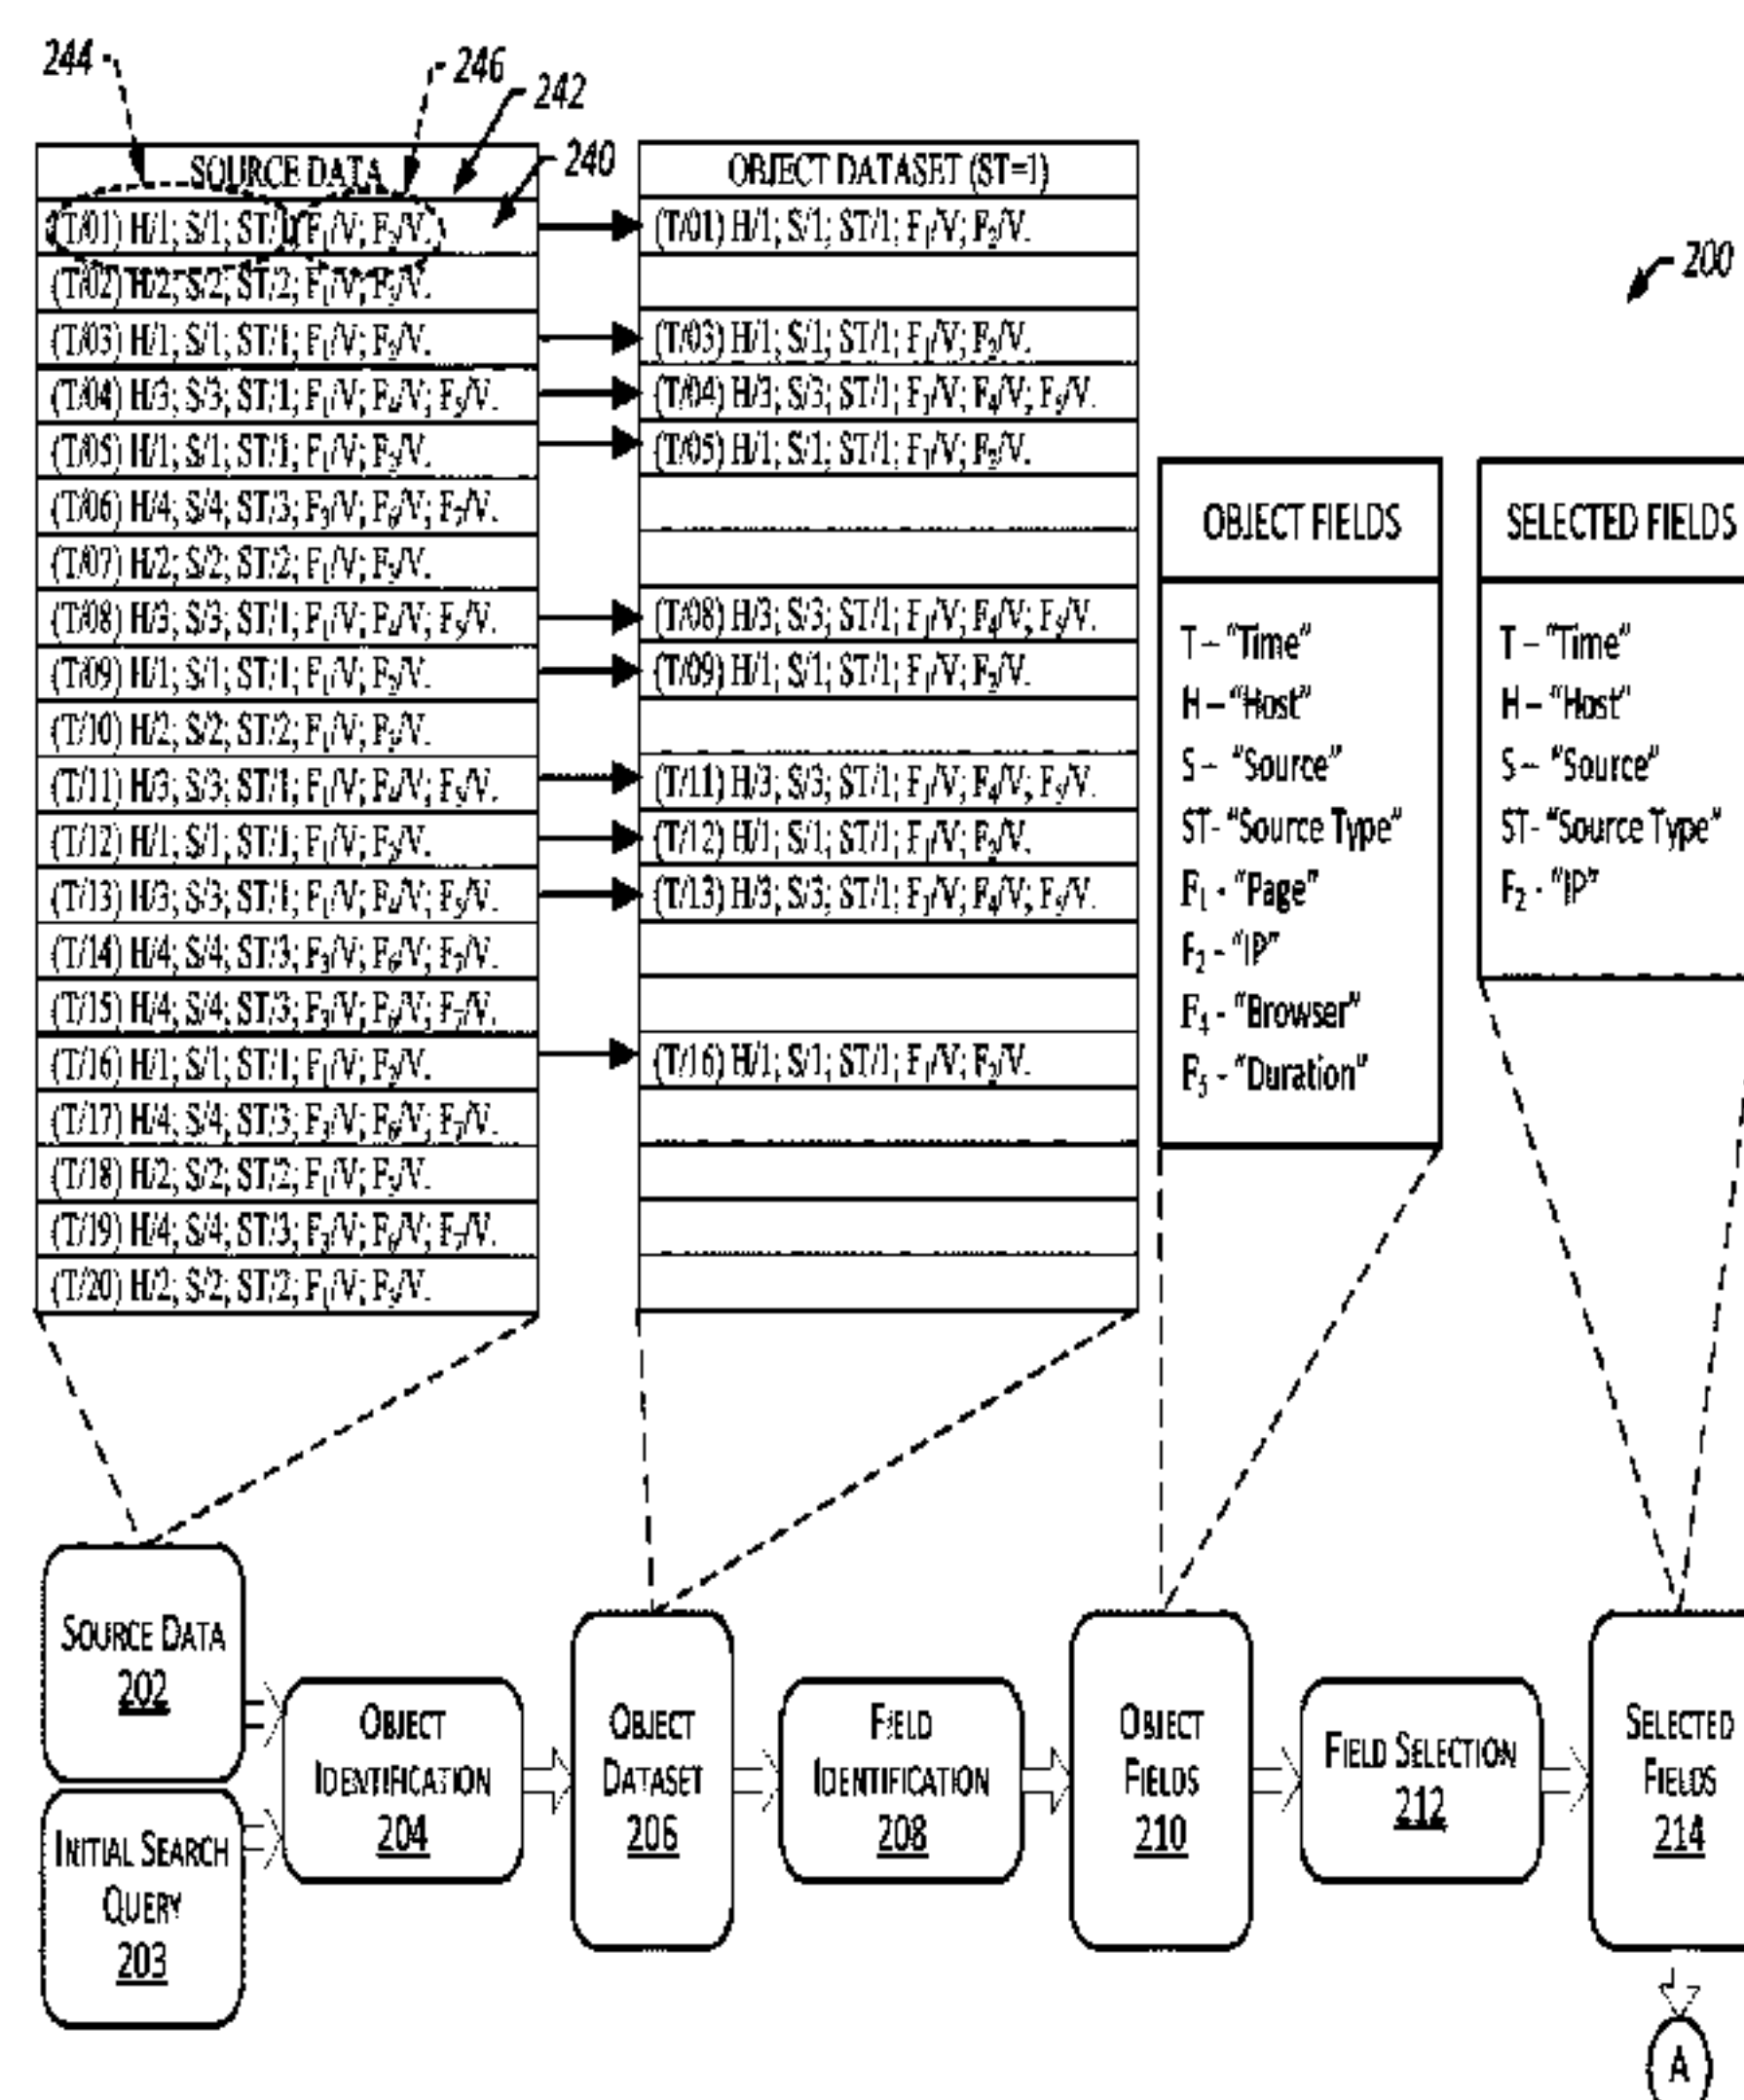 244
246
242
240
200
SOURCE DATA
(T/01) H/1; S/1; ST/1; F₁/V; F₂/V.
(T/02) H/2; S/2; ST/2; F₁/V; F₃/V.
(T/03) H/1; S/1; ST/1; F₁/V; F₂/V.
(T/04) H/3; S/3; ST/1; F₁/V; F₄/V; F₅/V.
(T/05) H/1; S/1; ST/1; F₁/V; F₂/V.
(T/06) H/4; S/4; ST/3; F₃/V; F₆/V; F₇/V.
(T/07) H/2; S/2; ST/2; F₁/V; F₃/V.
(T/08) H/3; S/3; ST/1; F₁/V; F₄/V; F₅/V.
(T/09) H/1; S/1; ST/1; F₁/V; F₂/V.
(T/10) H/2; S/2; ST/2; F₁/V; F₃/V.
(T/11) H/3; S/3; ST/1; F₁/V; F₄/V; F₅/V.
(T/12) H/1; S/1; ST/1; F₁/V; F₂/V.
(T/13) H/3; S/3; ST/1; F₁/V; F₄/V; F₅/V.
(T/14) H/4; S/4; ST/3; F₃/V; F₆/V; F₇/V.
(T/15) H/4; S/4; ST/3; F₃/V; F₆/V; F₇/V.
(T/16) H/1; S/1; ST/1; F₁/V; F₂/V.
(T/17) H/4; S/4; ST/3; F₃/V; F₆/V; F₇/V.
(T/18) H/2; S/2; ST/2; F₁/V; F₃/V.
(T/19) H/4; S/4; ST/3; F₃/V; F₆/V; F₇/V.
(T/20) H/2; S/2; ST/2; F₁/V; F₃/V.
OBJECT DATASET (ST=1)
(T/01) H/1; S/1; ST/1; F₁/V; F₂/V.
(T/03) H/1; S/1; ST/1; F₁/V; F₂/V.
(T/04) H/3; S/3; ST/1; F₁/V; F₄/V; F₅/V.
(T/05) H/1; S/1; ST/1; F₁/V; F₂/V.
(T/08) H/3; S/3; ST/1; F₁/V; F₄/V; F₅/V.
(T/09) H/1; S/1; ST/1; F₁/V; F₂/V.
(T/11) H/3; S/3; ST/1; F₁/V; F₄/V; F₅/V.
(T/12) H/1; S/1; ST/1; F₁/V; F₂/V.
(T/13) H/3; S/3; ST/1; F₁/V; F₄/V; F₅/V.
(T/16) H/1; S/1; ST/1; F₁/V; F₂/V.
OBJECT FIELDS
T – "Time"
H – "Host"
S – "Source"
ST- "Source Type"
F₁ - "Page"
F₂ - "IP"
F₄ - "Browser"
F₅ - "Duration"
SELECTED FIELDS
T – "Time"
H – "Host"
S – "Source"
ST- "Source Type"
F₂ - "IP"
SOURCE DATA
202
INITIAL SEARCH
QUERY
203
OBJECT
IDENTIFICATION
204
OBJECT
DATASET
206
FIELD
IDENTIFICATION
208
OBJECT
FIELDS
210
FIELD SELECTION
212
SELECTED
FIELDS
214
A